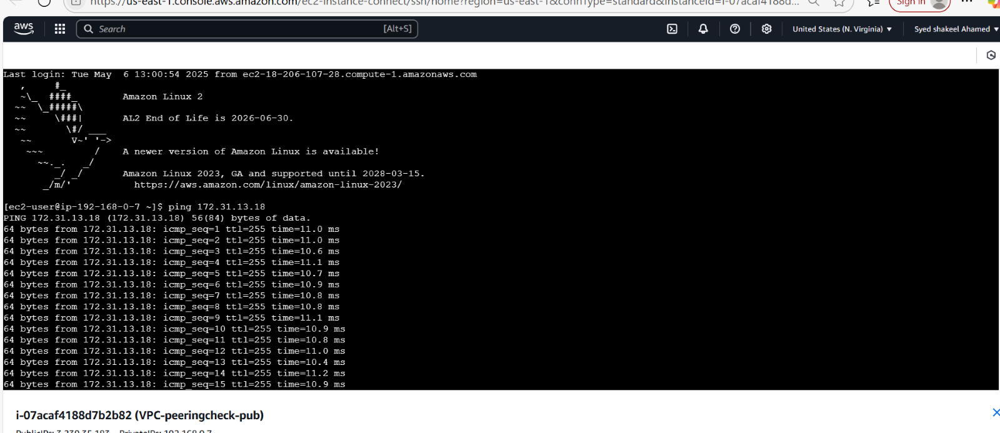 https://us-east-1.console.aws.amazon.com/ec2-instance-connect/ssh/home?region=us-east-1&connType=standard&instanceId=i-07acaf4188d... Sign in
aws Search [Alt+S] United States (N. Virginia) ▼ Syed shakeel Ahamed ▼
Last login: Tue May  6 13:00:54 2025 from ec2-18-206-107-28.compute-1.amazonaws.com
   ,     #_
   ~\_  ####_        Amazon Linux 2
  ~~  \_#####\
  ~~     \###|       AL2 End of Life is 2026-06-30.
  ~~       \#/ ___
   ~~       V~' '->
    ~~~         /    A newer version of Amazon Linux is available!
      ~~._.   _/
         _/ _/       Amazon Linux 2023, GA and supported until 2028-03-15.
       _/m/'           https://aws.amazon.com/linux/amazon-linux-2023/
[ec2-user@ip-192-168-0-7 ~]$ ping 172.31.13.18
PING 172.31.13.18 (172.31.13.18) 56(84) bytes of data.
64 bytes from 172.31.13.18: icmp_seq=1 ttl=255 time=11.0 ms
64 bytes from 172.31.13.18: icmp_seq=2 ttl=255 time=11.0 ms
64 bytes from 172.31.13.18: icmp_seq=3 ttl=255 time=10.6 ms
64 bytes from 172.31.13.18: icmp_seq=4 ttl=255 time=11.1 ms
64 bytes from 172.31.13.18: icmp_seq=5 ttl=255 time=10.7 ms
64 bytes from 172.31.13.18: icmp_seq=6 ttl=255 time=10.9 ms
64 bytes from 172.31.13.18: icmp_seq=7 ttl=255 time=10.8 ms
64 bytes from 172.31.13.18: icmp_seq=8 ttl=255 time=10.8 ms
64 bytes from 172.31.13.18: icmp_seq=9 ttl=255 time=11.1 ms
64 bytes from 172.31.13.18: icmp_seq=10 ttl=255 time=10.9 ms
64 bytes from 172.31.13.18: icmp_seq=11 ttl=255 time=10.8 ms
64 bytes from 172.31.13.18: icmp_seq=12 ttl=255 time=11.0 ms
64 bytes from 172.31.13.18: icmp_seq=13 ttl=255 time=10.4 ms
64 bytes from 172.31.13.18: icmp_seq=14 ttl=255 time=11.2 ms
64 bytes from 172.31.13.18: icmp_seq=15 ttl=255 time=10.9 ms
i-07acaf4188d7b2b82 (VPC-peeringcheck-pub)
PublicIPs: 3.239.35.183 PrivateIPs: 192.168.0.7